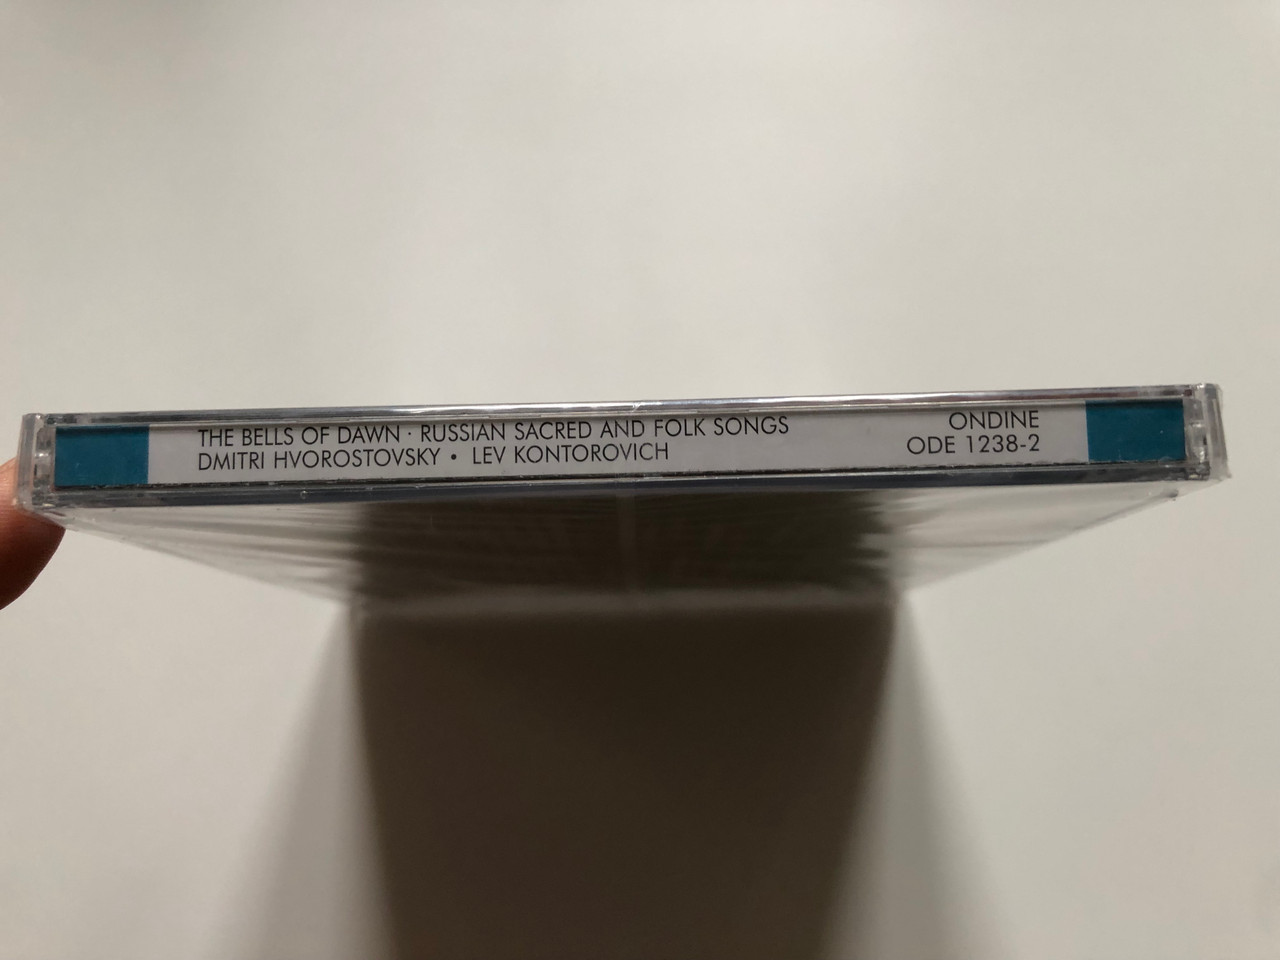 THE BELLS OF DAWN · RUSSIAN SACRED AND FOLK SONGS
DMITRI HVOROSTOVSKY • LEV KONTOROVICH
ONDINE
ODE 1238-2